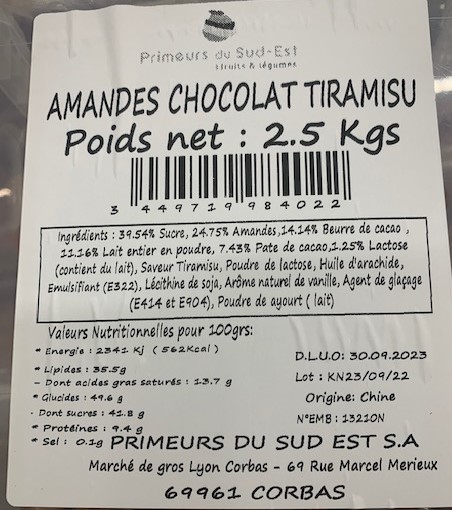 Primeurs du Sud-Est
fruits & légumes
AMANDES CHOCOLAT TIRAMISU
Poids net : 2.5 Kgs
3 449719 984022
Ingrédients : 39.54% Sucre, 24.75% Amandes,14.14% Beurre de cacao ,
11.16% Lait entier en poudre, 7.43% Pate de cacao,1.25% Lactose
(contient du lait), Saveur Tiramisu, Poudre de lactose, Huile d'arachide,
Emulsifiant (E322), Lécithine de soja, Arôme naturel de vanille, Agent de glaçage
(E414 et E904), Poudre de ayourt ( lait)
Valeurs Nutritionnelles pour 100grs:
* Energie : 2341 Kj ( 562Kcal )
* Lipides : 35.5g
- Dont acides gras saturés : 13.7 g
* Glucides : 49.6 g
- Dont sucres : 41.8 g
* Protéines : 9.4 g
* Sel : 0.1g
D.L.U.O: 30.09.2023
Lot : KN23/09/22
Origine: Chine
N°EMB : 13210N
PRIMEURS DU SUD EST S.A
Marché de gros Lyon Corbas - 69 Rue Marcel Merieux
69961 CORBAS